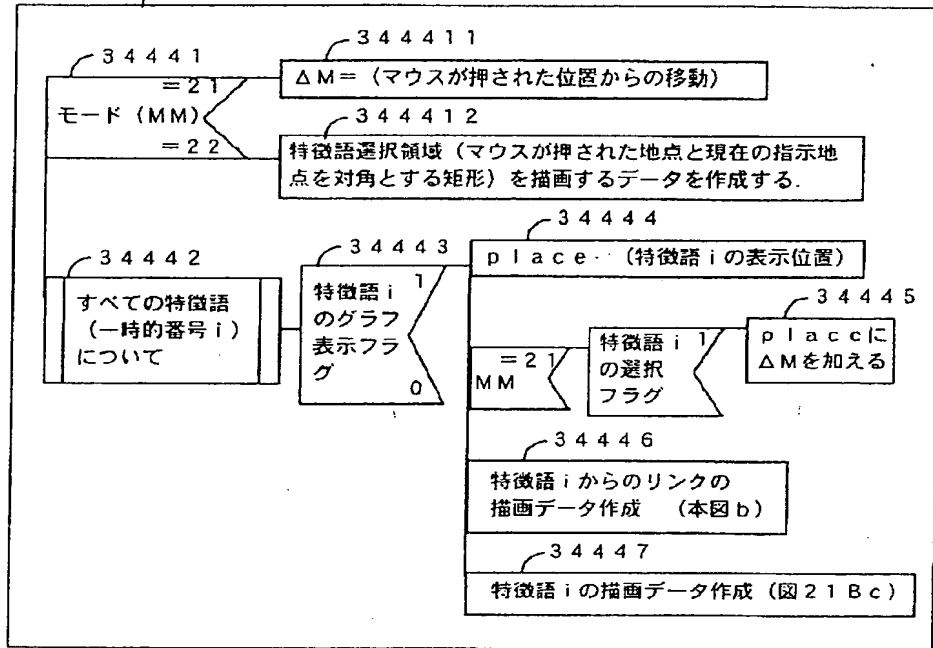 34441
=21
モード(MM)
=22
344411
ΔM=(マウスが押された位置からの移動)
344412
特徴語選択領域(マウスが押された地点と現在の指示地
点を対角とする矩形)を描画するデータを作成する.
34442
すべての特徴語
(一時的番号i)
について
34443
特徴語i
のグラフ
表示フラ
グ
1
0
34444
place‥(特徴語iの表示位置)
=21
MM
特徴語i
の選択
フラグ
1
34445
placcに
ΔMを加える
34446
特徴語iからのリンクの
描画データ作成 (本図b)
34447
特徴語iの描画データ作成(図21Bc)